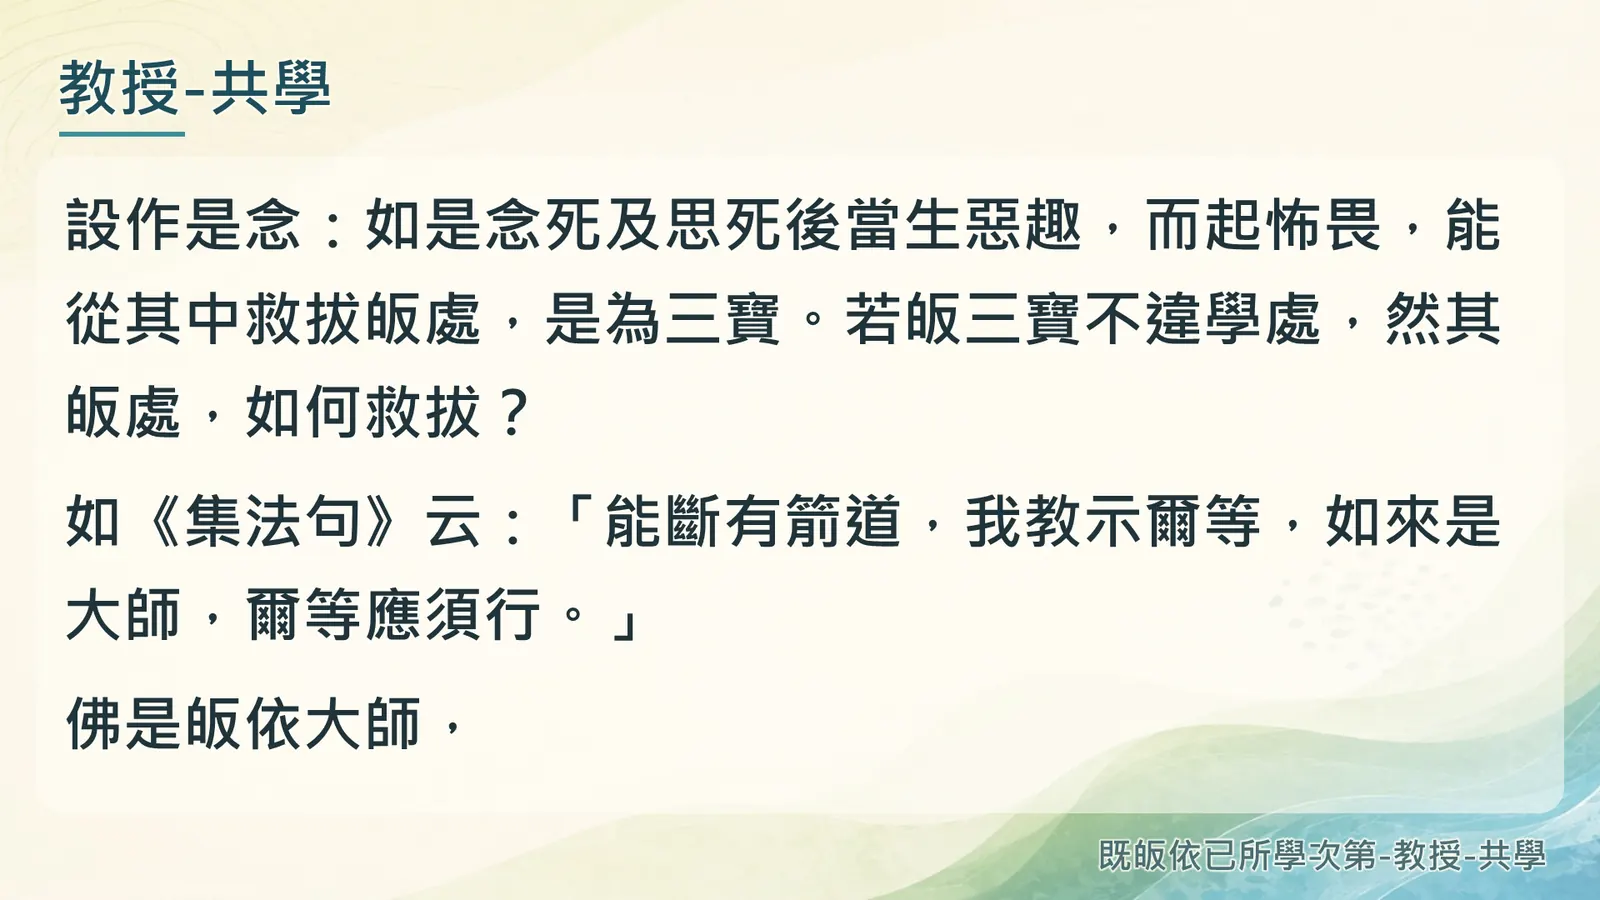 教授-共學
設作是念：如是念死及思死後當生惡趣，而起怖畏，能
從其中救拔皈處，是為三寶。若皈三寶不違學處，然其
皈處，如何救拔？
如《集法句》云：「能斷有箭道，我教示爾等，如來是
大師，爾等應須行。」
佛是皈依大師，
既皈依已所學次第-教授-共學